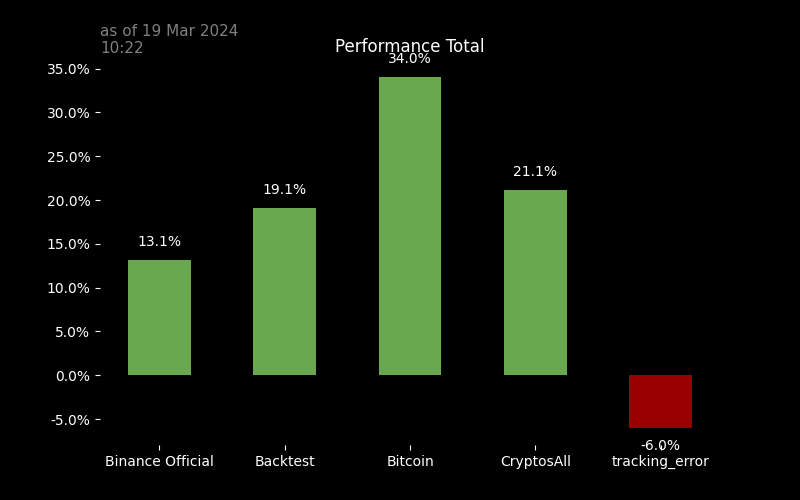 as of 19 Mar 2024
10:22
Performance Total
35.0%
30.0%
25.0%
20.0%
15.0%
10.0%
5.0%
0.0%
-5.0%
13.1%
19.1%
34.0%
21.1%
-6.0%
Binance Official
Backtest
Bitcoin
CryptosAll
tracking_error